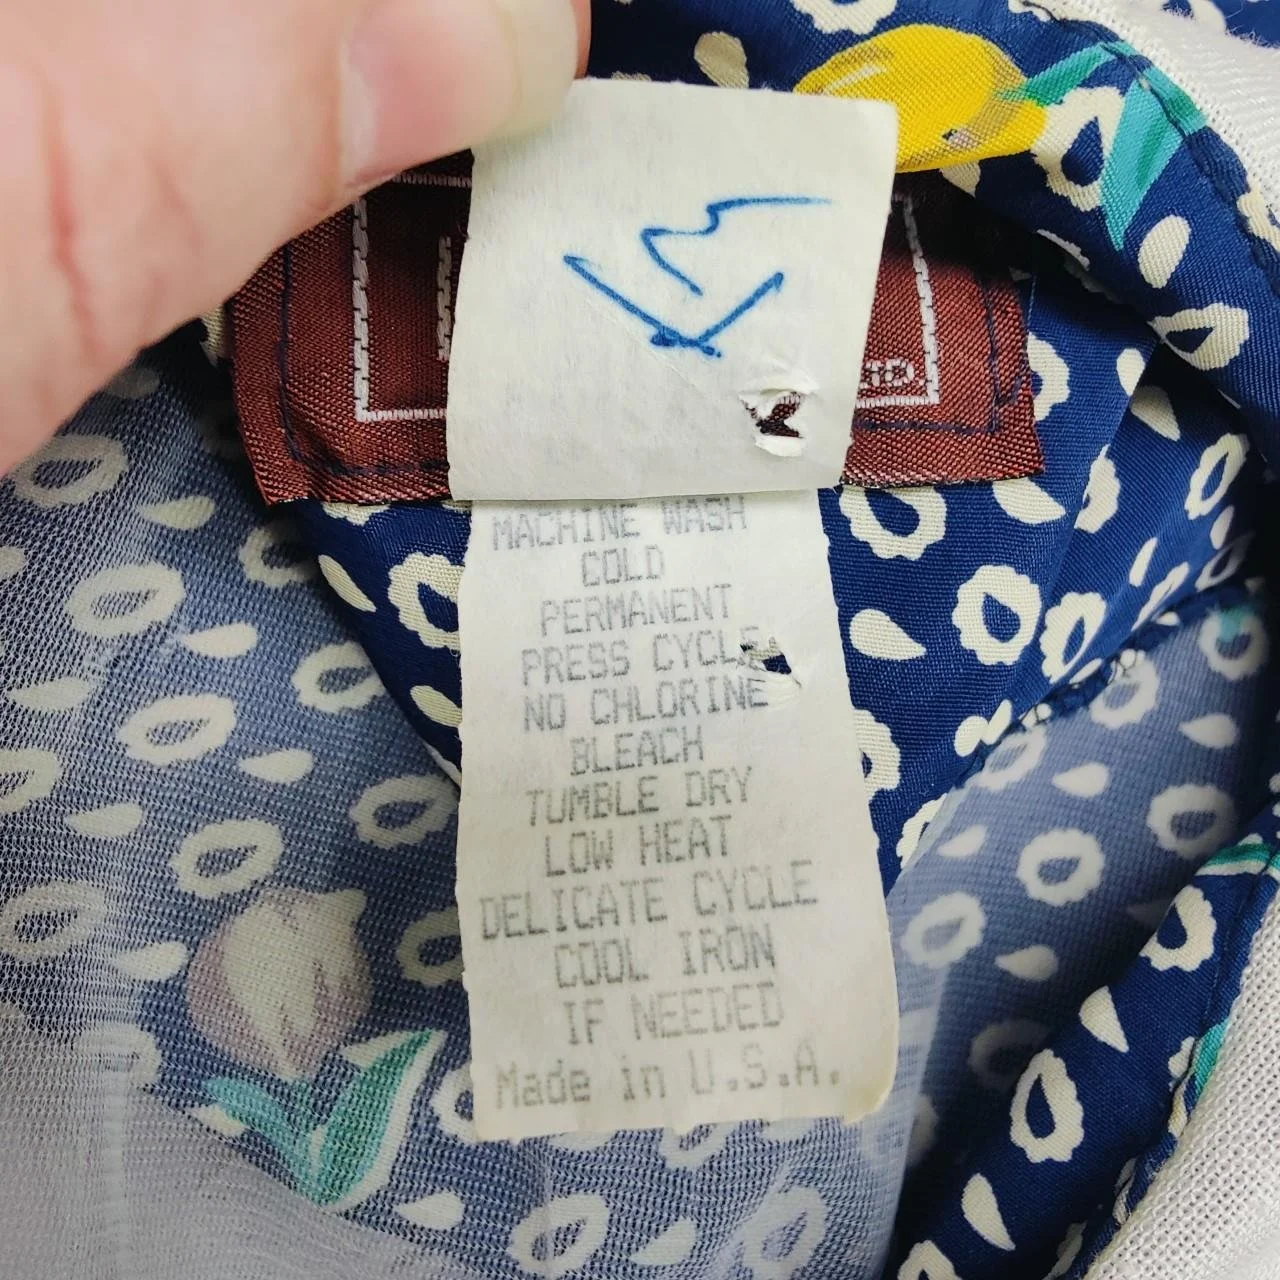 MACHINE WASH
COLD
PERMANENT
PRESS CYCLE
NO CHLORINE
BLEACH
TUMBLE DRY
LOW HEAT
DELICATE CYCLE
COOL IRON
IF NEEDED
Made in U.S.A.